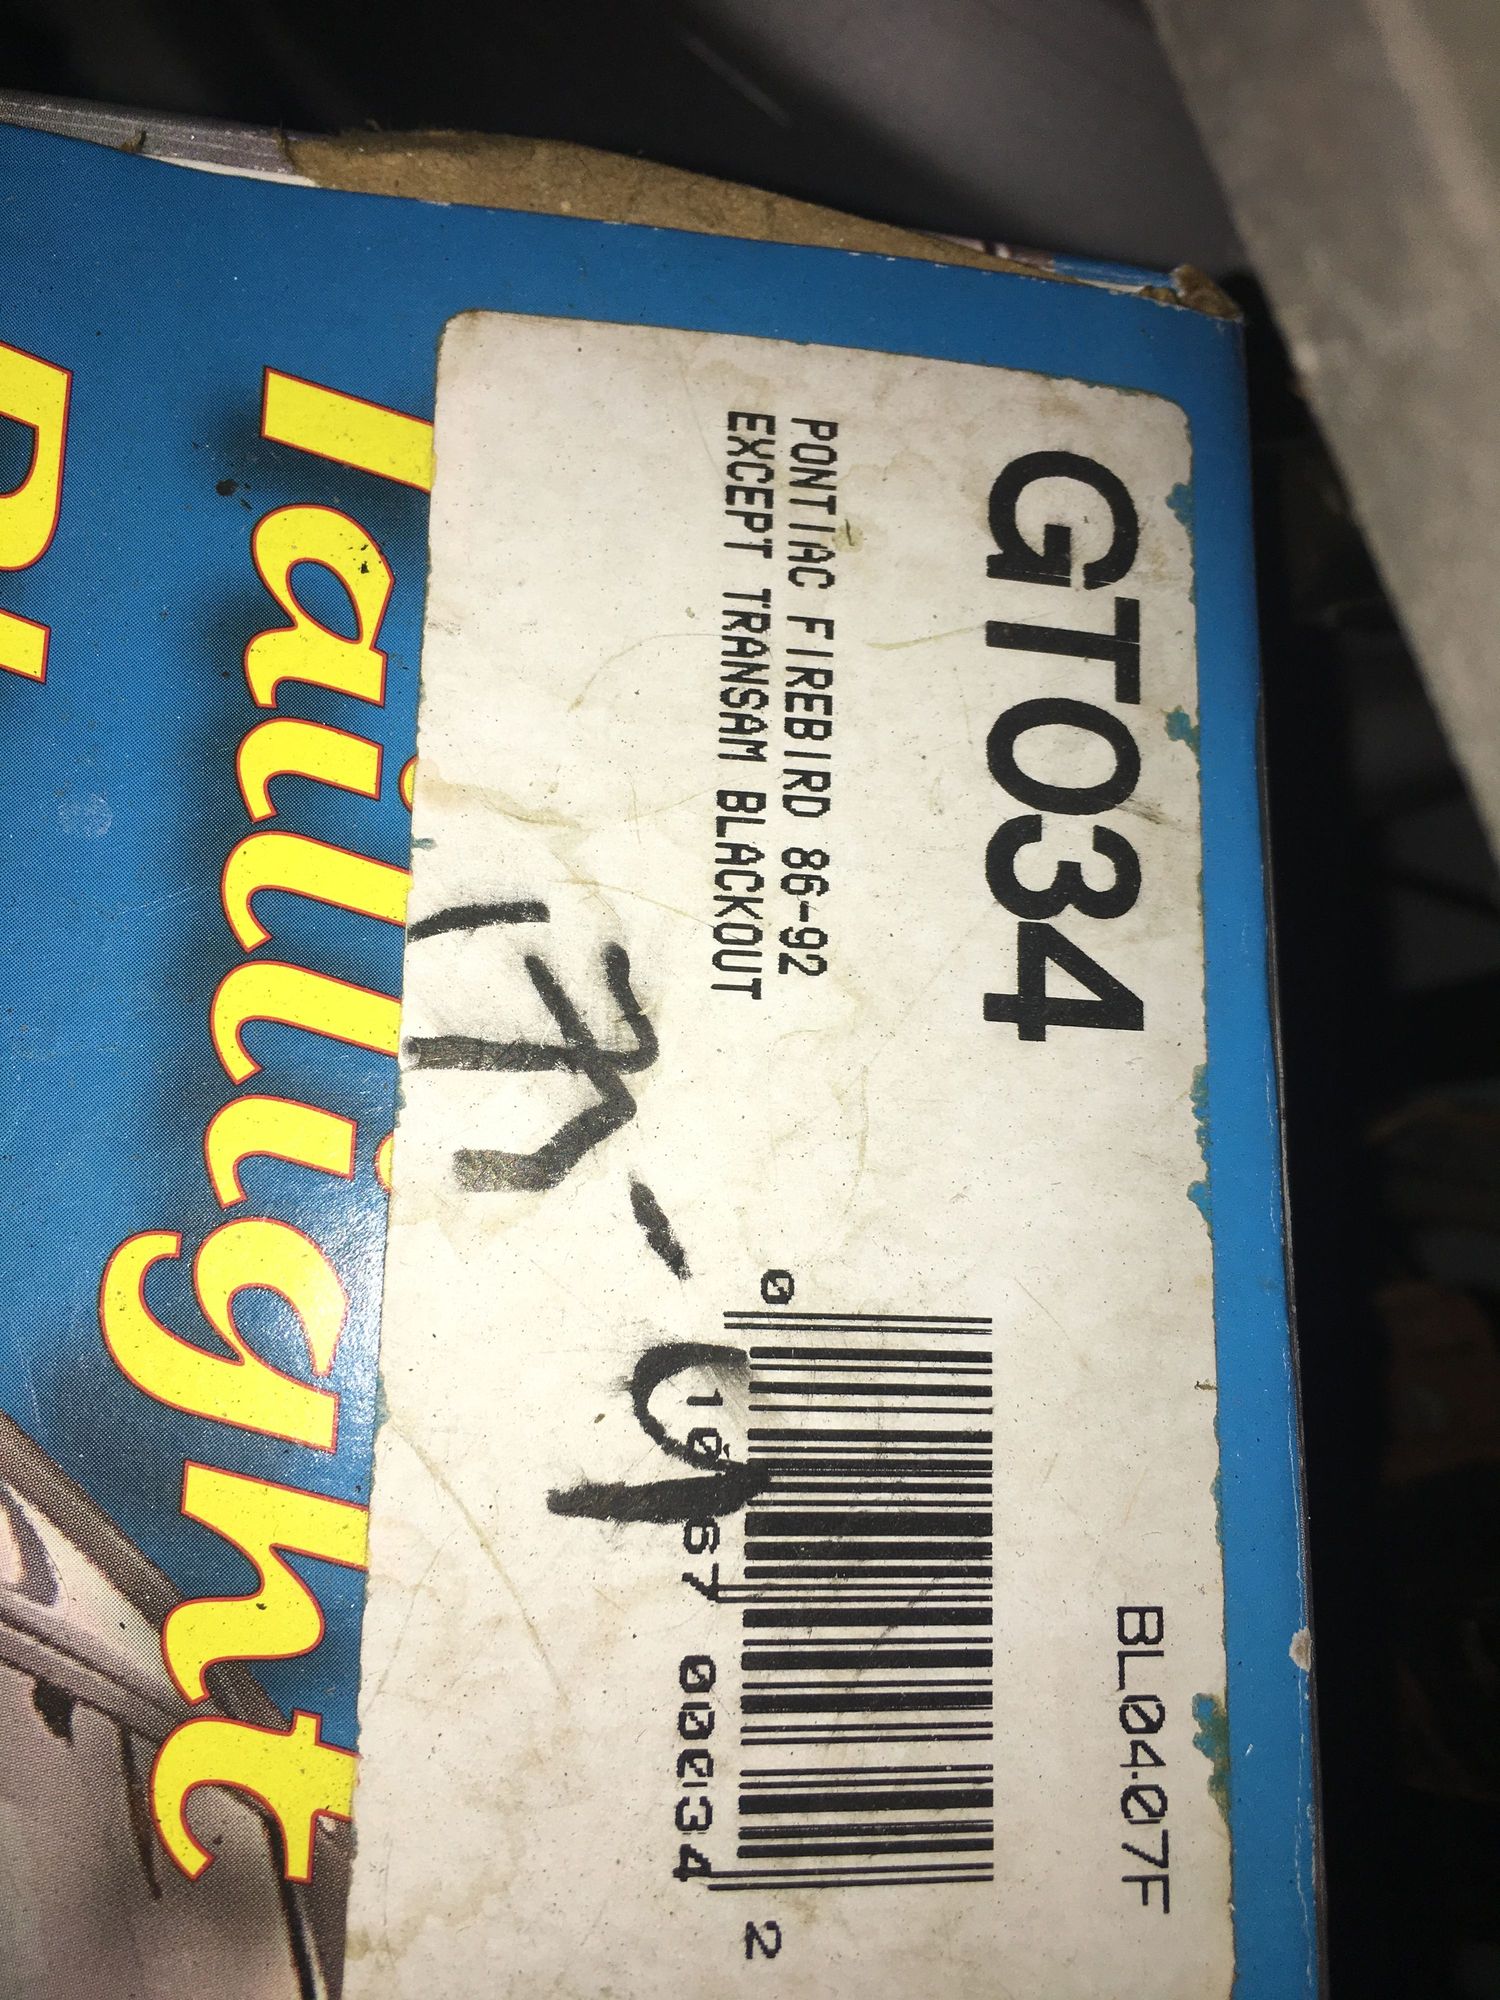 GT034
BL0407F
PONTIAC FIREBIRD 86-92
EXCEPT TRANSAM BLACKOUT
0
67 00034 2
Taillight